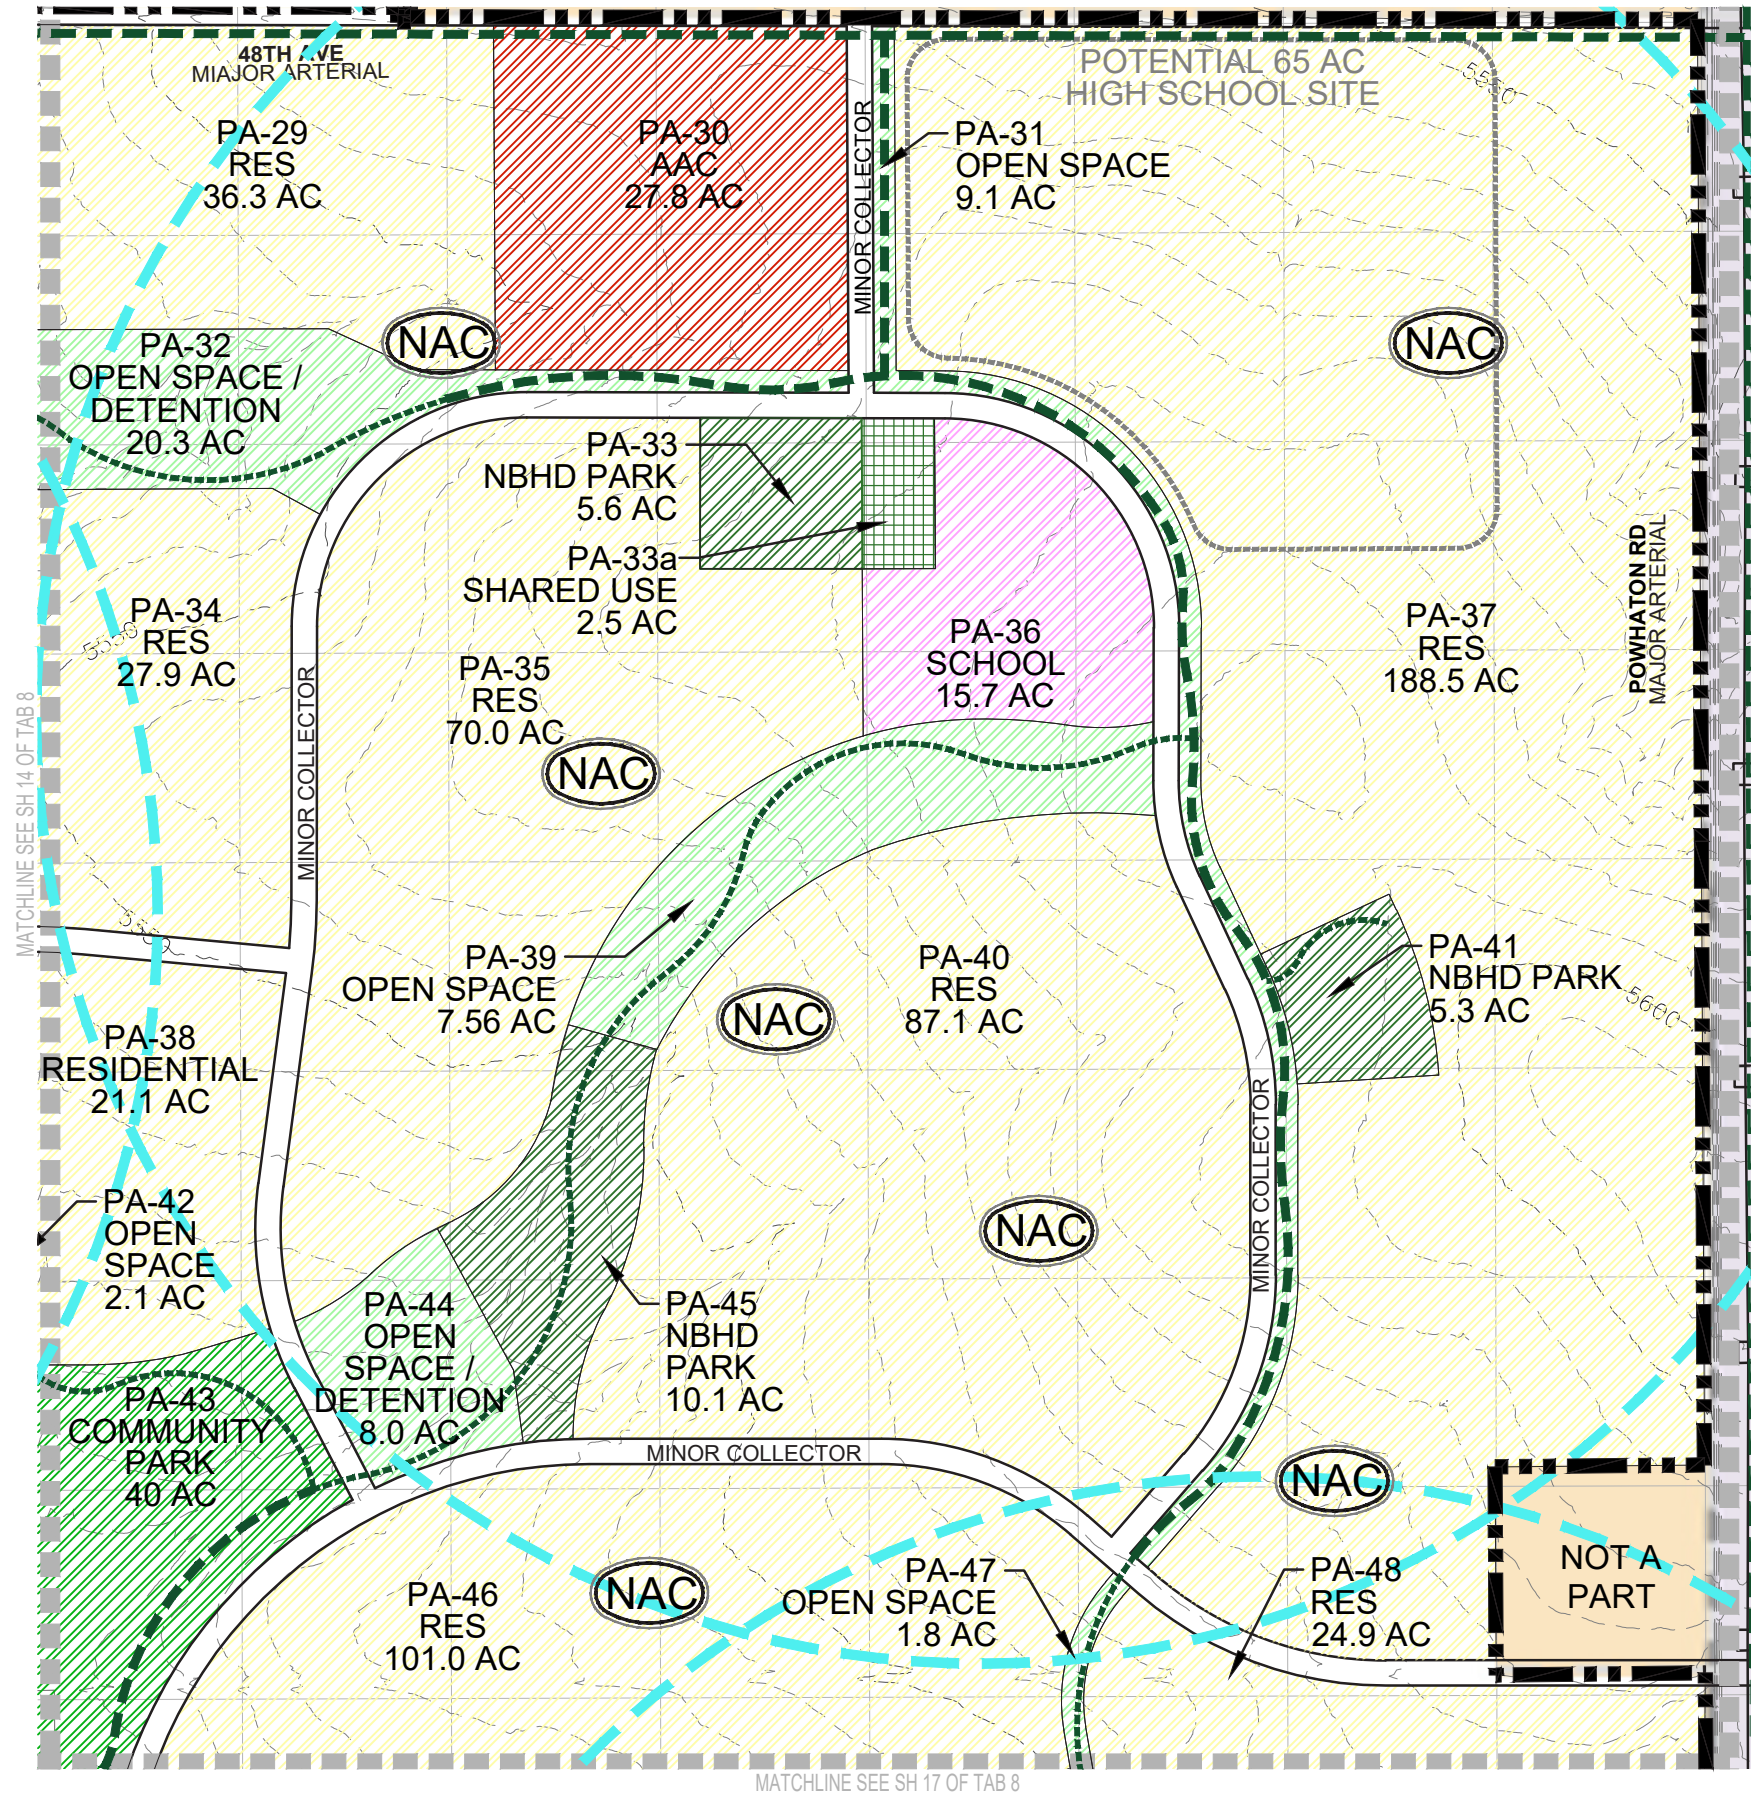 48TH AVE
MIAJOR ARTERIAL
POTENTIAL 65 AC
HIGH SCHOOL SITE
5550
PA-29
RES
36.3 AC
PA-30
AAC
27.8 AC
MINOR COLLECTOR
PA-31
OPEN SPACE
9.1 AC
NAC
NAC
PA-32
OPEN SPACE /
DETENTION
20.3 AC
PA-33
NBHD PARK
5.6 AC
PA-33a
SHARED USE
2.5 AC
PA-34
RES
27.9 AC
5550
PA-35
RES
70.0 AC
NAC
PA-36
SCHOOL
15.7 AC
PA-37
RES
188.5 AC
POWHATON RD
MAJOR ARTERIAL
MATCHLINE SEE SH 14 OF TAB 8
MINOR COLLECTOR
5550
PA-38
RESIDENTIAL
21.1 AC
PA-39
OPEN SPACE
7.56 AC
NAC
PA-40
RES
87.1 AC
PA-41
NBHD PARK
5.3 AC
5600
MINOR COLLECTOR
NAC
PA-42
OPEN
SPACE
2.1 AC
PA-43
COMMUNITY
PARK
40 AC
PA-44
OPEN
SPACE /
DETENTION
8.0 AC
PA-45
NBHD
PARK
10.1 AC
MINOR COLLECTOR
NAC
PA-46
RES
101.0 AC
NAC
PA-47
OPEN SPACE
1.8 AC
PA-48
RES
24.9 AC
NOT A
PART
MATCHLINE SEE SH 17 OF TAB 8